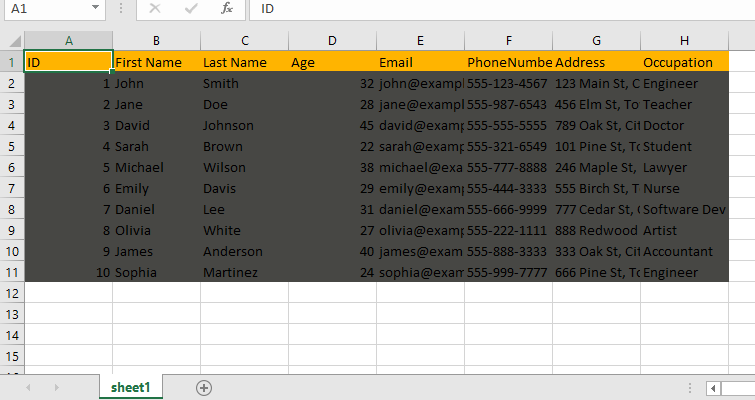 A1 fx ID
A B C D E F G H
1 ID First Name Last Name Age Email PhoneNumbe Address Occupation
2 1 John Smith 32 john@exampl 555-123-4567 123 Main St, C Engineer
3 2 Jane Doe 28 jane@exampl 555-987-6543 456 Elm St, To Teacher
4 3 David Johnson 45 david@examp 555-555-5555 789 Oak St, Cit Doctor
5 4 Sarah Brown 22 sarah@examp 555-321-6549 101 Pine St, To Student
6 5 Michael Wilson 38 michael@exa 555-777-8888 246 Maple St, Lawyer
7 6 Emily Davis 29 emily@examp 555-444-3333 555 Birch St, T Nurse
8 7 Daniel Lee 31 daniel@exam 555-666-9999 777 Cedar St, Software Dev
9 8 Olivia White 27 olivia@examp 555-222-1111 888 Redwood Artist
10 9 James Anderson 40 james@exam 555-888-3333 333 Oak St, Cit Accountant
11 10 Sophia Martinez 24 sophia@exam 555-999-7777 666 Pine St, To Engineer
12
13
14
15
sheet1